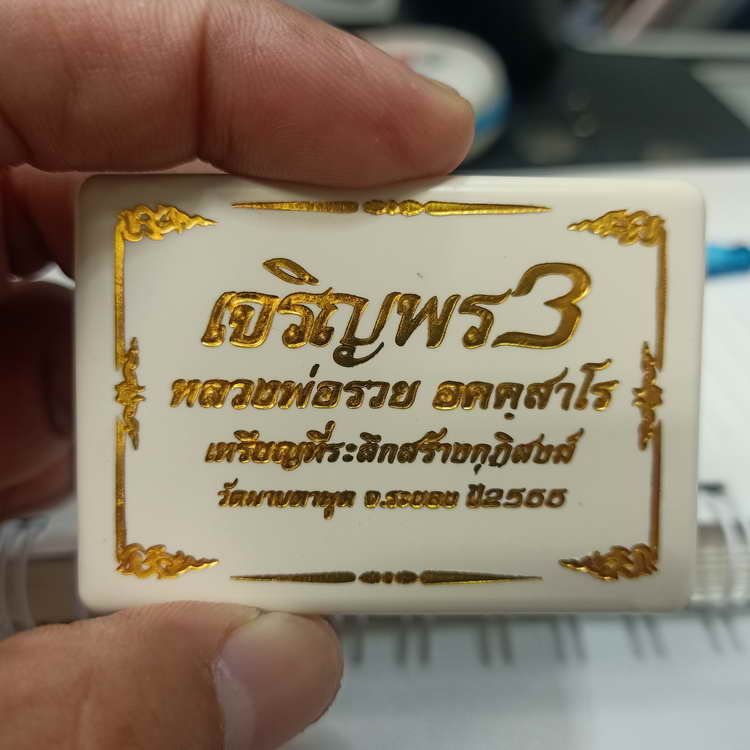 เจริญพร3
หลวงพ่อรวย อคคฺสาโร
เหรียญที่ระลึกสร้างกุฏิสงฆ์
วัดมาบตาพุด จ.ระยอง ปี2566